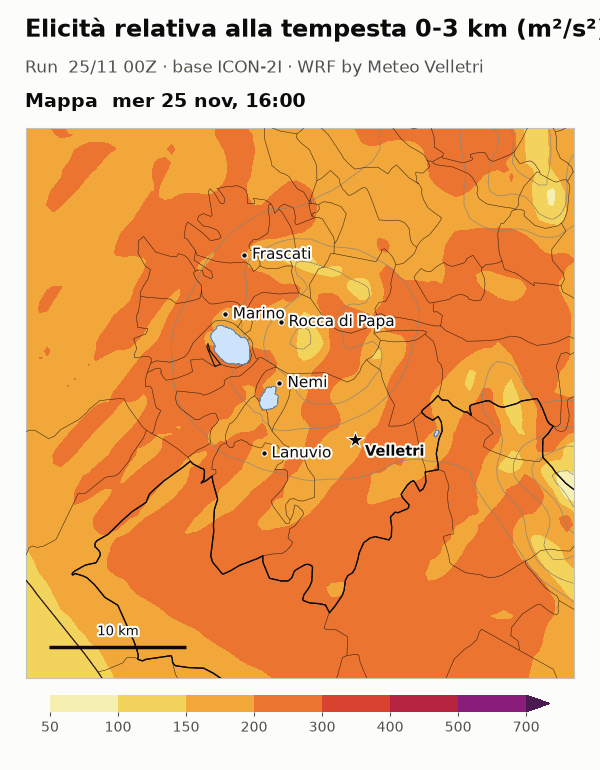 Elicità relativa alla tempesta 0-3 km (m²/s²)
Run 25/11 00Z · base ICON-2I · WRF by Meteo Velletri
Mappa mer 25 nov, 16:00
Frascati
Marino
Rocca di Papa
Nemi
Velletri
Lanuvio
10 km
50 100 150 200 300 400 500 700